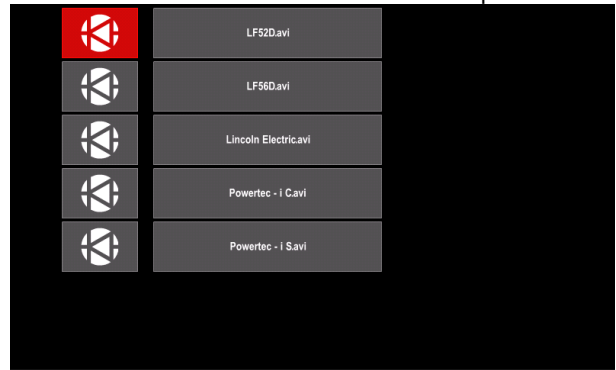 LF52D.avi
LF56D.avi
Lincoln Electric.avi
Powertec - i C.avi
Powertec - i S.avi